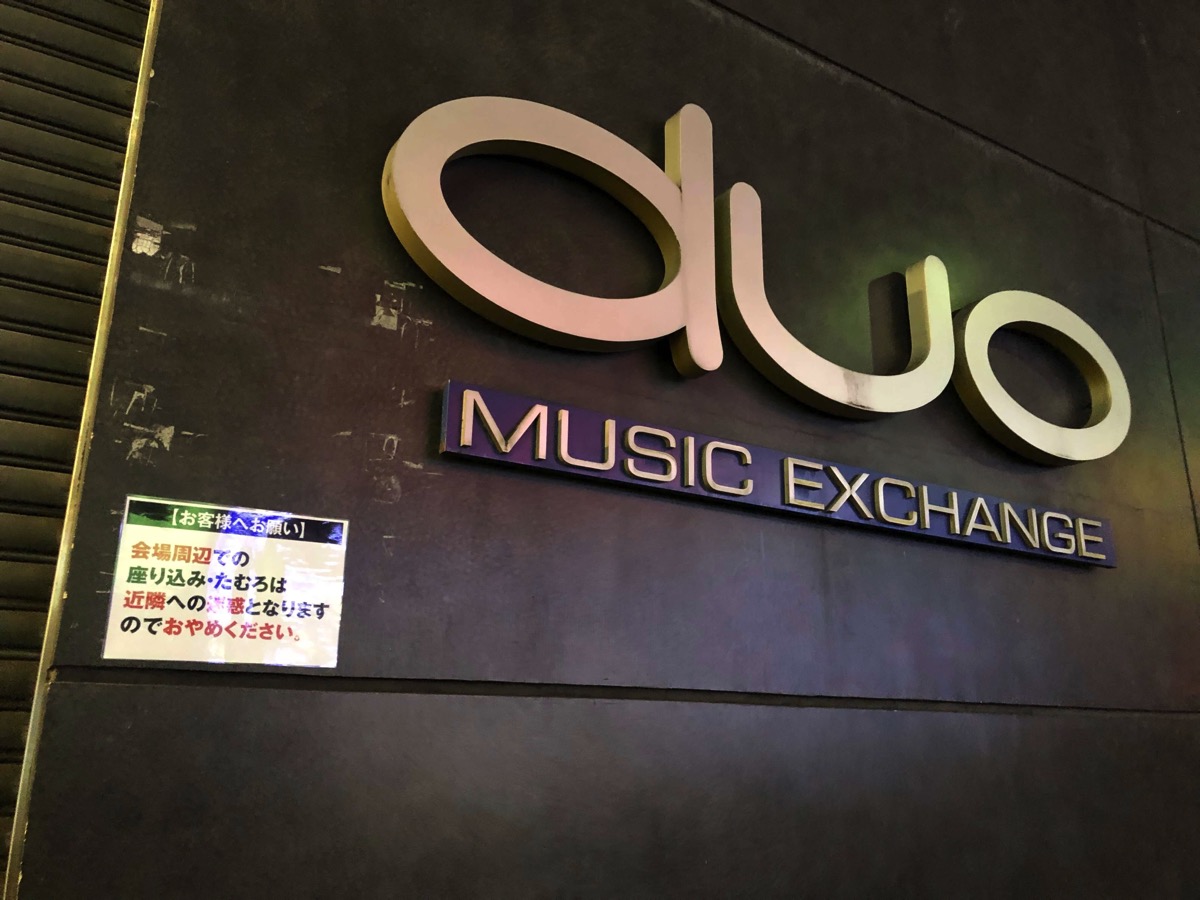 duo
MUSIC EXCHANGE
【お客様へお願い】
会場周辺での
座り込み・たむろは
近隣への迷惑となります
のでおやめください。